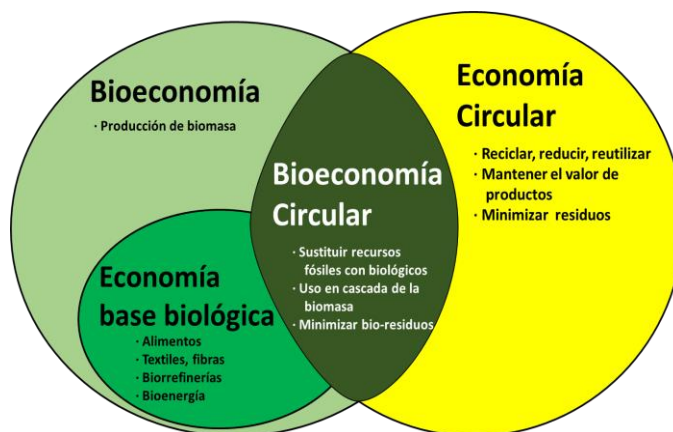 Bioeconomía
· Producción de biomasa
Economía
base biológica
· Alimentos
· Textiles, fibras
· Biorrefinerías
· Bioenergía
Bioeconomía
Circular
· Sustituir recursos
fósiles con biológicos
· Uso en cascada de la
biomasa
· Minimizar bio-residuos
Economía
Circular
· Reciclar, reducir, reutilizar
· Mantener el valor de
productos
· Minimizar residuos